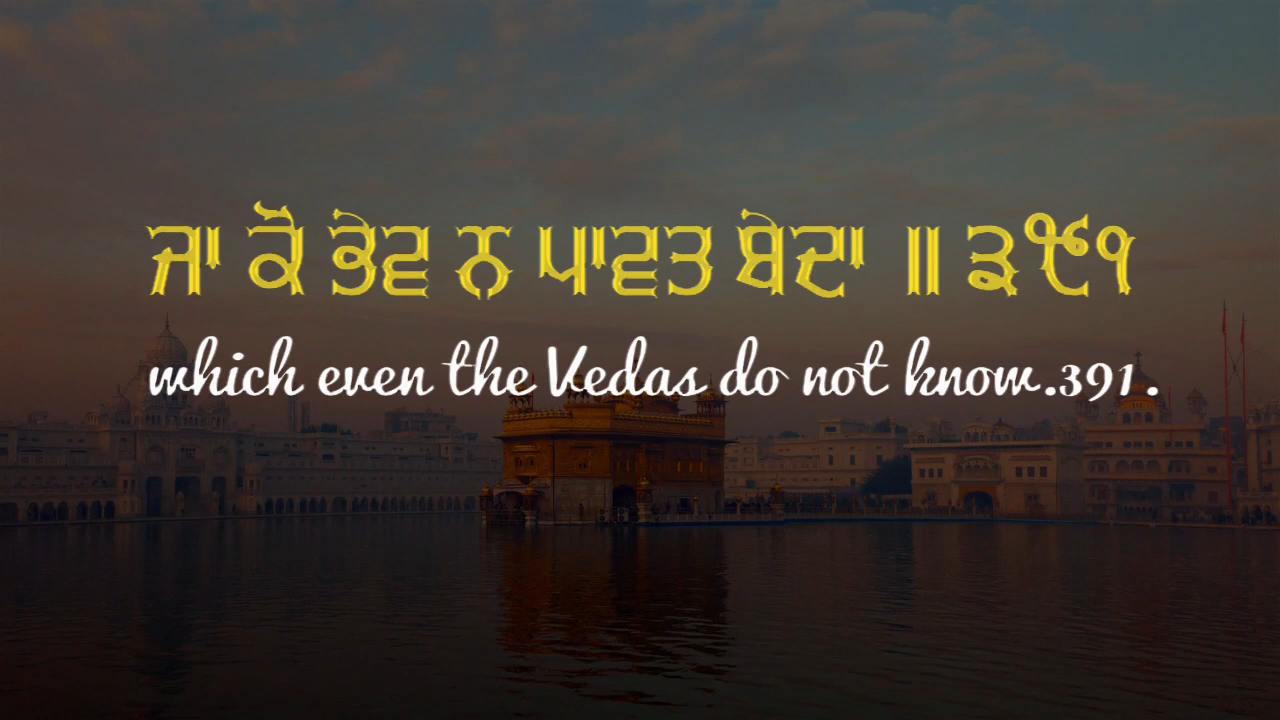 ਜਾ ਕੌ ਭੇਵ ਨ ਪਾਵਤ ਬੇਦਾ ॥ ੩੯੧
which even the Vedas do not know.391.